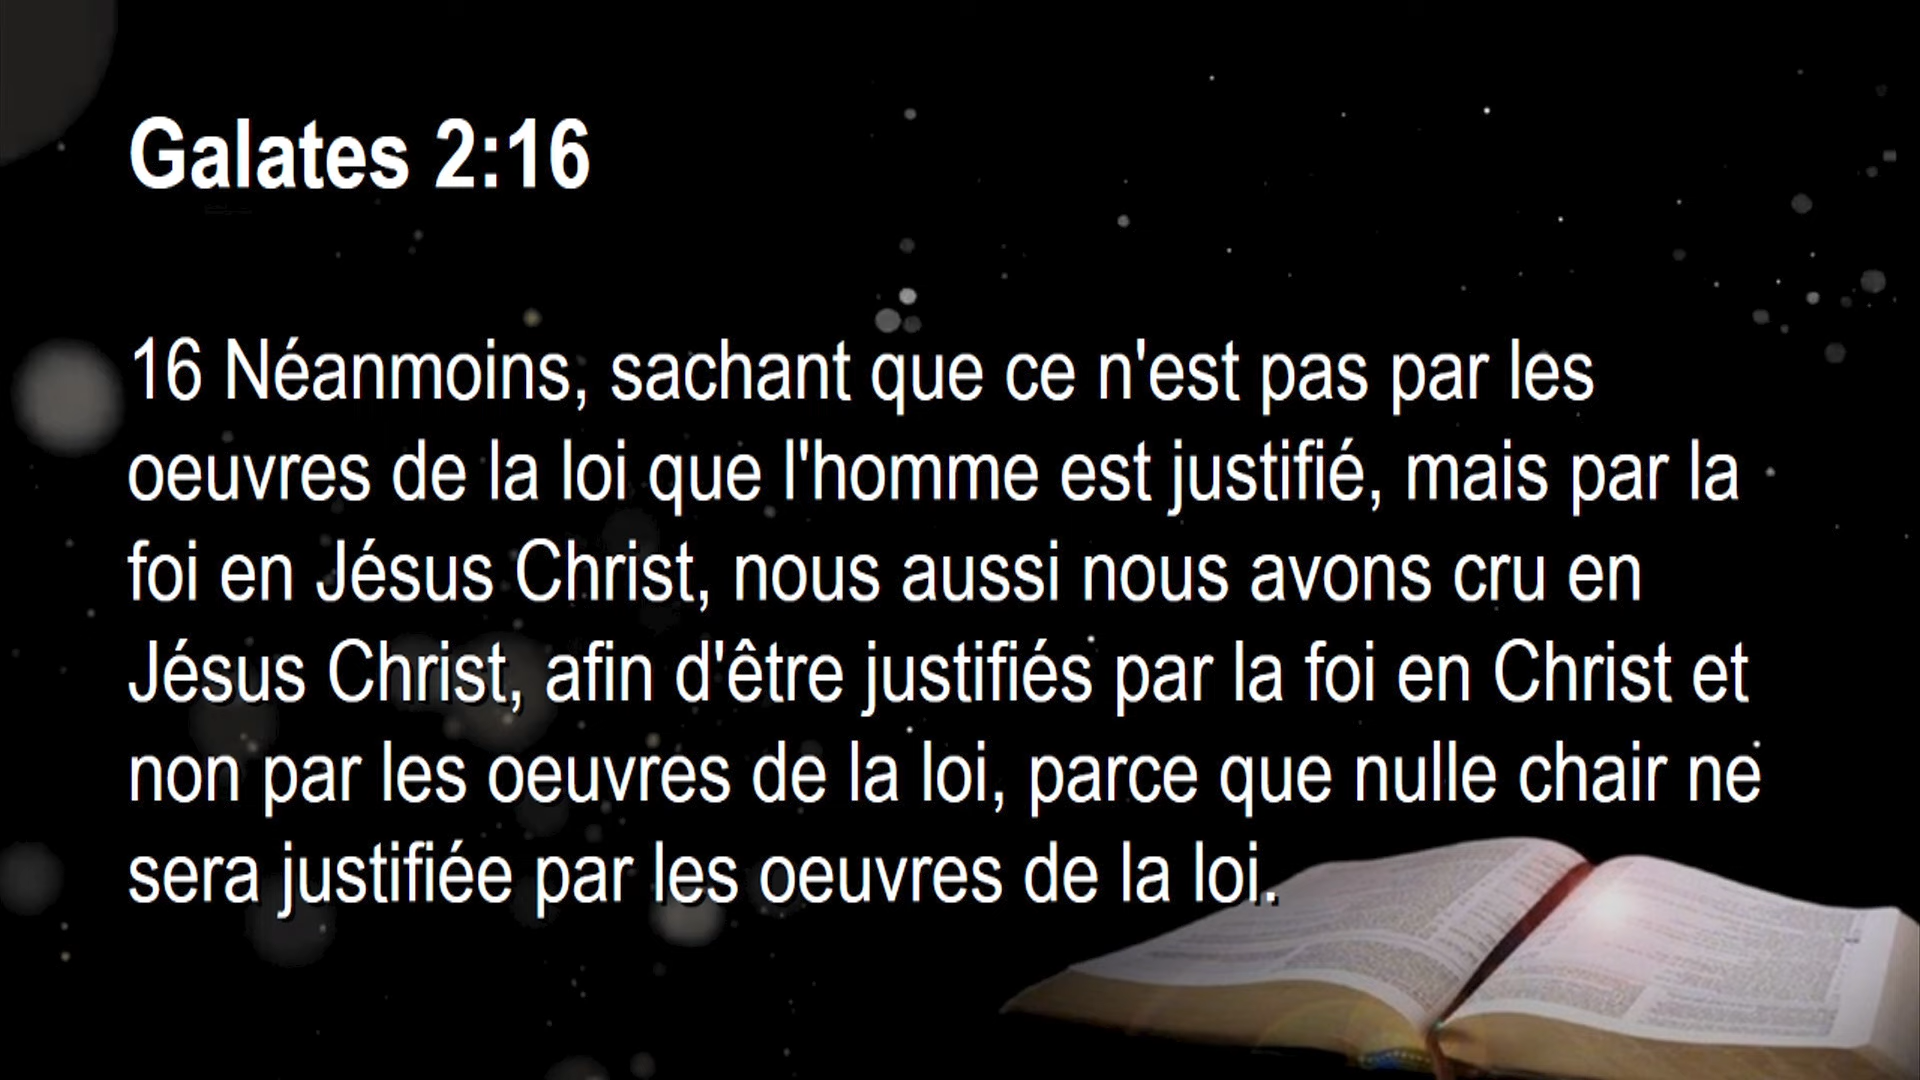 Galates 2:16
16 Néanmoins, sachant que ce n'est pas par les
oeuvres de la loi que l'homme est justifié, mais par la
foi en Jésus Christ, nous aussi nous avons cru en
Jésus Christ, afin d'être justifiés par la foi en Christ et
non par les oeuvres de la loi, parce que nulle chair ne
sera justifiée par les oeuvres de la loi.